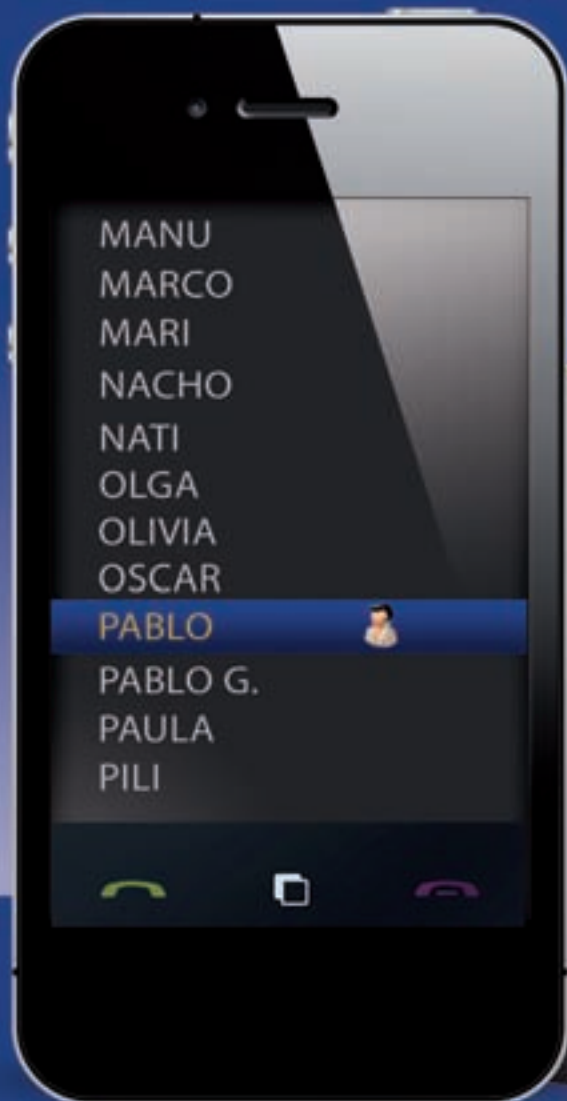 MANU
MARCO
MARI
NACHO
NATI
OLGA
OLIVIA
OSCAR
PABLO
PABLO G.
PAULA
PILI